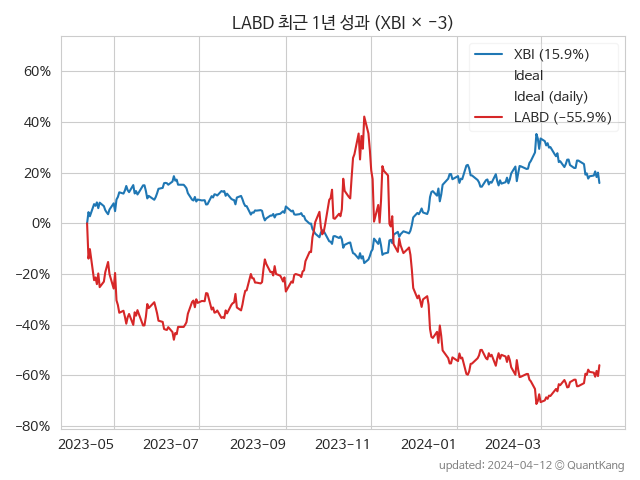 LABD 최근 1년 성과 (XBI × -3)
XBI (15.9%)
Ideal
Ideal (daily)
LABD (-55.9%)
60%
40%
20%
0%
-20%
-40%
-60%
-80%
2023-05 2023-07 2023-09 2023-11 2024-01 2024-03
updated: 2024-04-12 © QuantKang